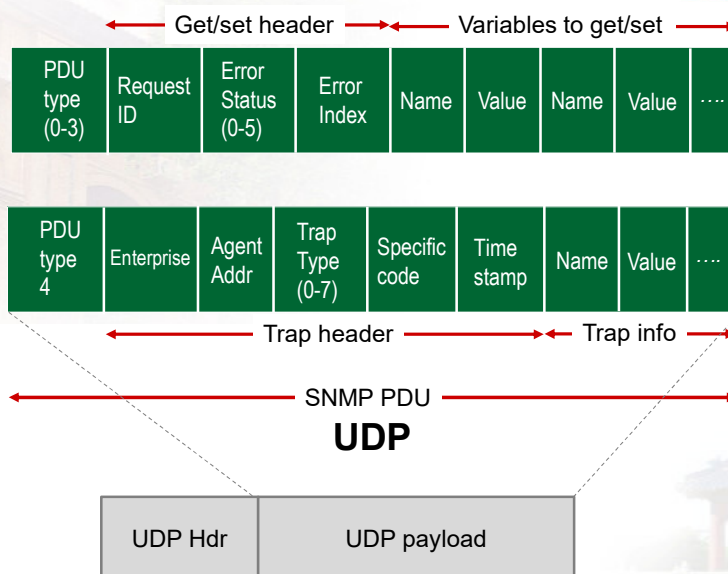 Get/set header
Variables to get/set
PDU
type
(0-3)
Request
ID
Error
Status
(0-5)
Error
Index
Name
Value
Name
Value
....
PDU
type
4
Enterprise
Agent
Addr
Trap
Type
(0-7)
Specific
code
Time
stamp
Name
Value
....
Trap header
Trap info
SNMP PDU
UDP
UDP Hdr
UDP payload